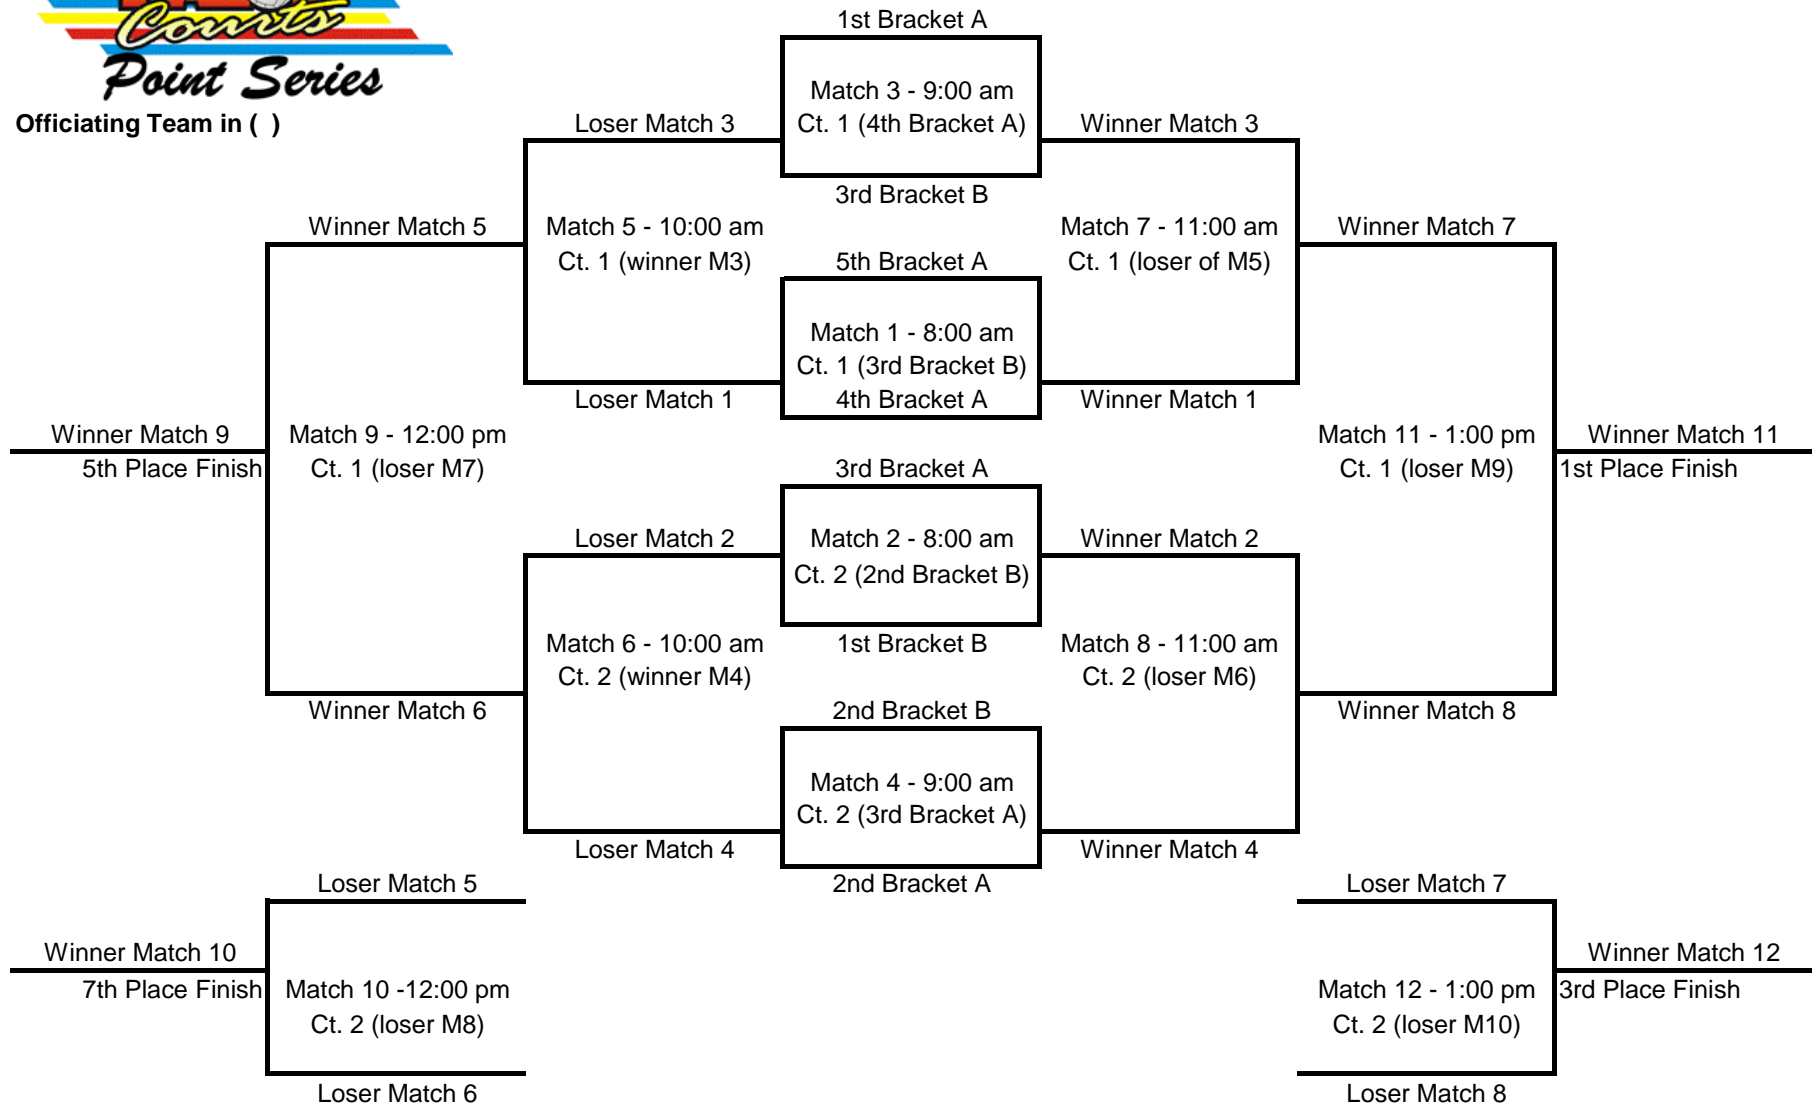 Courts
Point Series
Officiating Team in ( )
1st Bracket A
Match 3 - 9:00 am
Ct. 1 (4th Bracket A)
3rd Bracket B
Loser Match 3
Winner Match 3
Winner Match 5
Match 5 - 10:00 am
Ct. 1 (winner M3)
5th Bracket A
Match 7 - 11:00 am
Ct. 1 (loser of M5)
Winner Match 7
Match 1 - 8:00 am
Ct. 1 (3rd Bracket B)
4th Bracket A
Loser Match 1
Winner Match 1
Winner Match 9
5th Place Finish
Match 9 - 12:00 pm
Ct. 1 (loser M7)
3rd Bracket A
Match 11 - 1:00 pm
Ct. 1 (loser M9)
Winner Match 11
1st Place Finish
Loser Match 2
Match 2 - 8:00 am
Ct. 2 (2nd Bracket B)
Winner Match 2
1st Bracket B
Match 6 - 10:00 am
Ct. 2 (winner M4)
Match 8 - 11:00 am
Ct. 2 (loser M6)
Winner Match 6
2nd Bracket B
Winner Match 8
Match 4 - 9:00 am
Ct. 2 (3rd Bracket A)
Loser Match 4
Winner Match 4
2nd Bracket A
Loser Match 5
Loser Match 7
Winner Match 10
7th Place Finish
Match 10 -12:00 pm
Ct. 2 (loser M8)
Match 12 - 1:00 pm
Ct. 2 (loser M10)
Winner Match 12
3rd Place Finish
Loser Match 6
Loser Match 8